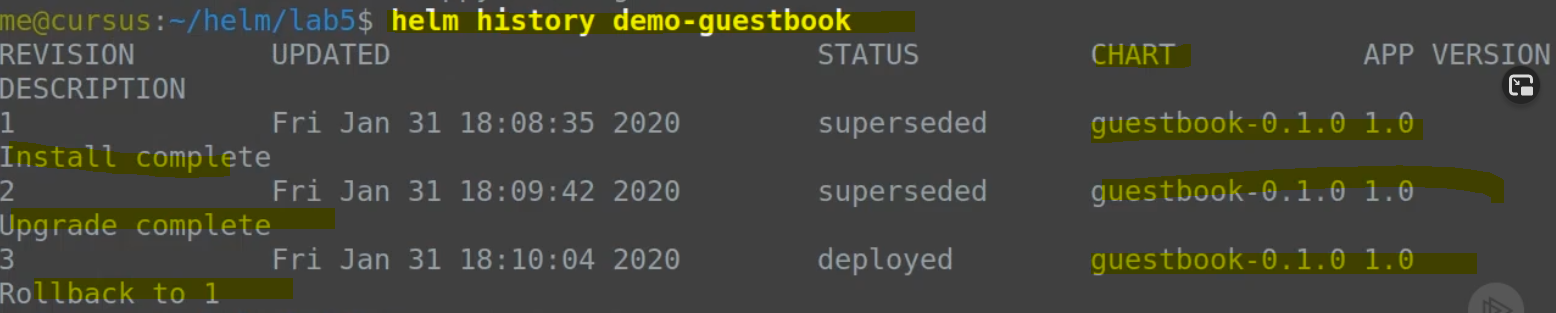 me@cursus:~/helm/lab5$ helm history demo-guestbook
REVISION UPDATED STATUS CHART APP VERSION
DESCRIPTION
1 Fri Jan 31 18:08:35 2020 superseded guestbook-0.1.0 1.0
Install complete
2 Fri Jan 31 18:09:42 2020 superseded guestbook-0.1.0 1.0
Upgrade complete
3 Fri Jan 31 18:10:04 2020 deployed guestbook-0.1.0 1.0
Rollback to 1